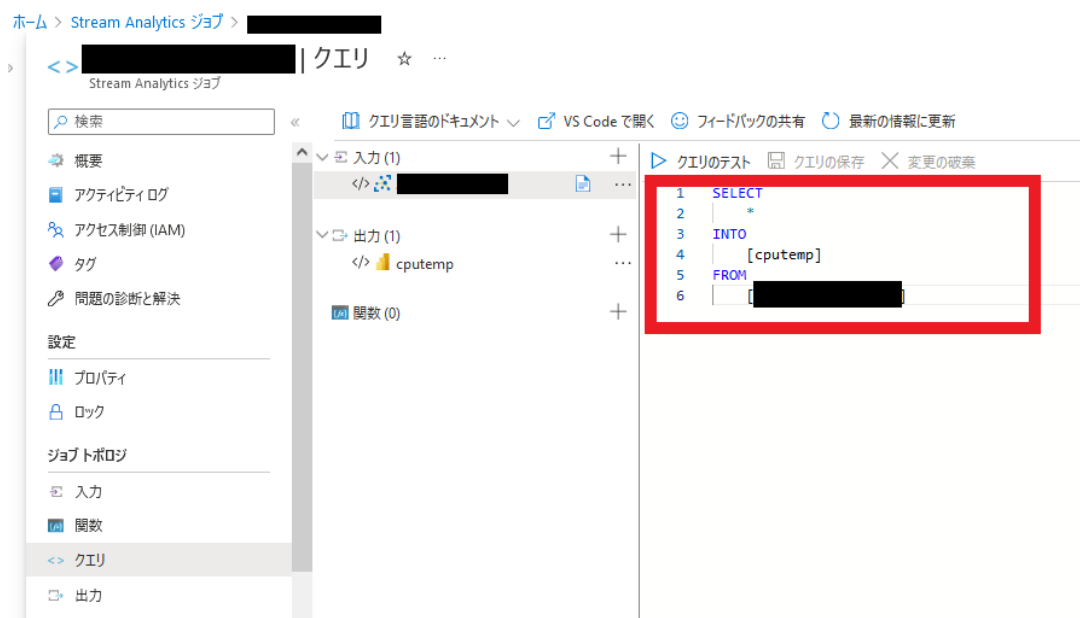 ホーム > Stream Analytics ジョブ >
| クエリ ☆ …
Stream Analytics ジョブ
検索
«
概要
アクティビティ ログ
アクセス制御 (IAM)
タグ
問題の診断と解決
設定
プロパティ
ロック
ジョブ トポロジ
入力
関数
クエリ
出力
クエリ言語のドキュメント
VS Code で開く
フィードバックの共有
最新の情報に更新
入力 (1)
出力 (1)
cputemp
関数 (0)
クエリのテスト
クエリの保存
変更の破棄
1 SELECT
2 *
3 INTO
4 [cputemp]
5 FROM
6 [ ]